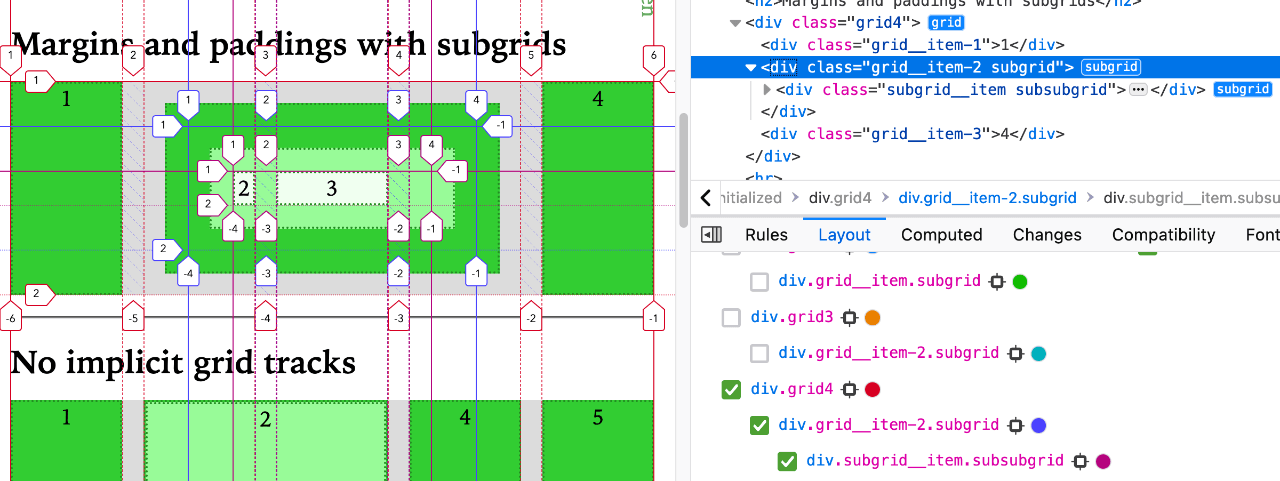 en
Margins and paddings with subgrids
1 2 3 4 5 6
1
1 4
1 2 3 4
1 -1
1 2 3 4
1 -1
2 3
2
-4 -3 -2 -1
2
-4 -3 -2 -1
2
-6 -5 -4 -3 -2 -1
No implicit grid tracks
1 2 4 5
<h2>Margins and paddings with subgrids</h2>
<div class="grid4"> grid
<div class="grid__item-1">1</div>
<div class="grid__item-2 subgrid"> subgrid
<div class="subgrid__item subsubgrid"> ••• </div> subgrid
</div>
<div class="grid__item-3">4</div>
</div>
<hr>
nitialized > div.grid4 > div.grid__item-2.subgrid > div.subgrid__item.subsu
Rules Layout Computed Changes Compatibility Font
div.grid__item.subgrid
div.grid3
div.grid__item-2.subgrid
div.grid4
div.grid__item-2.subgrid
div.subgrid__item.subsubgrid